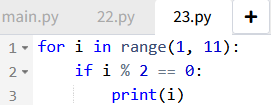 main.py 22.py 23.py +
1 for i in range(1, 11):
2 if i % 2 == 0:
3 print(i)